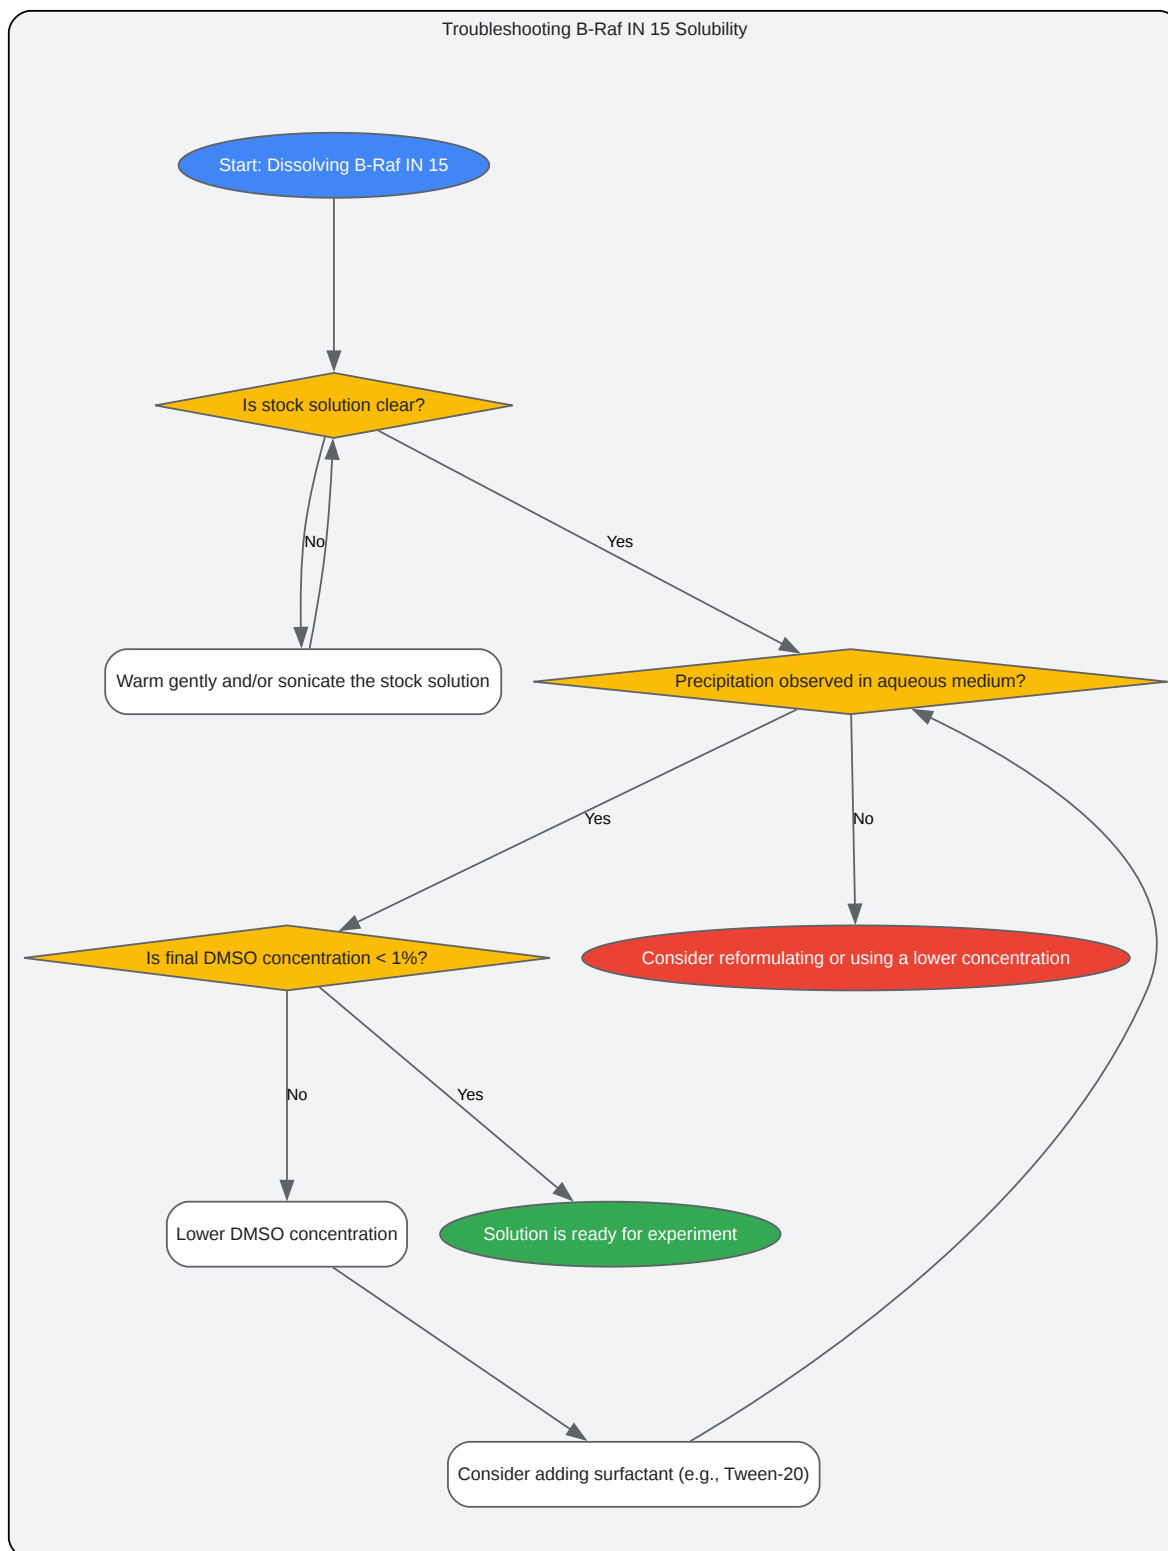 Troubleshooting B-Raf IN 15 Solubility
Start: Dissolving B-Raf IN 15
Is stock solution clear?
No
Yes
Warm gently and/or sonicate the stock solution
Precipitation observed in aqueous medium?
Yes
No
Is final DMSO concentration < 1%?
Consider reformulating or using a lower concentration
No
Yes
Lower DMSO concentration
Solution is ready for experiment
Consider adding surfactant (e.g., Tween-20)